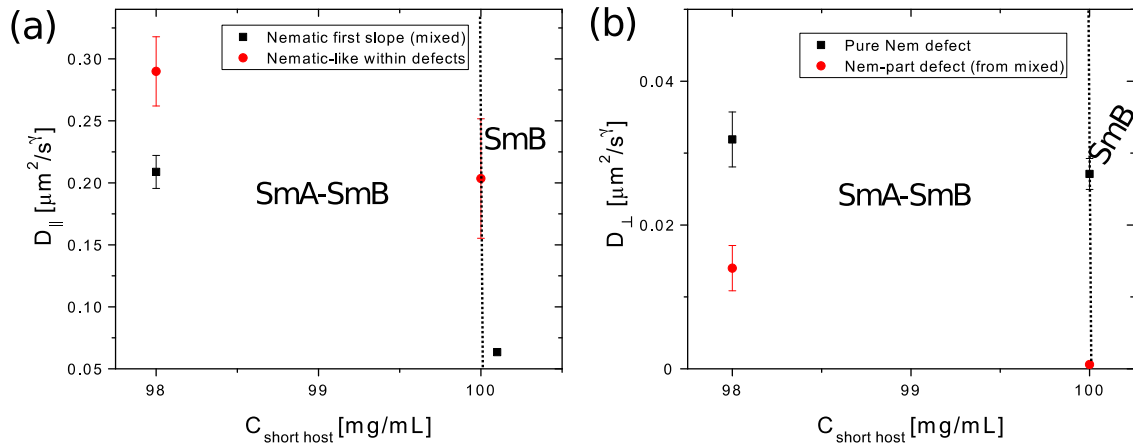 (a)
Nematic first slope (mixed)
Nematic-like within defects
0.30
0.25
0.20
0.15
0.10
0.05
D∥ [μm²/s^γ]
SmA-SmB
SmB
98
99
100
C short host [mg/mL]
(b)
Pure Nem defect
Nem-part defect (from mixed)
0.04
0.02
0
D⊥ [μm²/s^γ]
SmA-SmB
SmB
98
99
100
C short host [mg/mL]